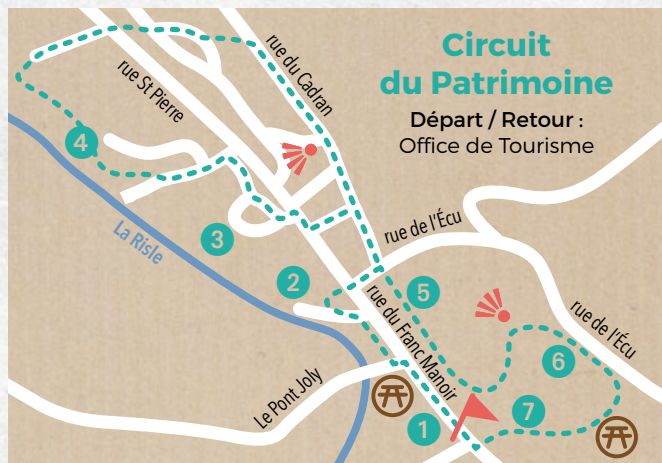 Circuit
du Patrimoine
Départ / Retour :
Office de Tourisme
rue du Cadran
rue St Pierre
4
La Risle
3
rue de l'Écu
2
5
rue du Franc Manoir
rue de l'Écu
6
Le Pont Joly
7
1